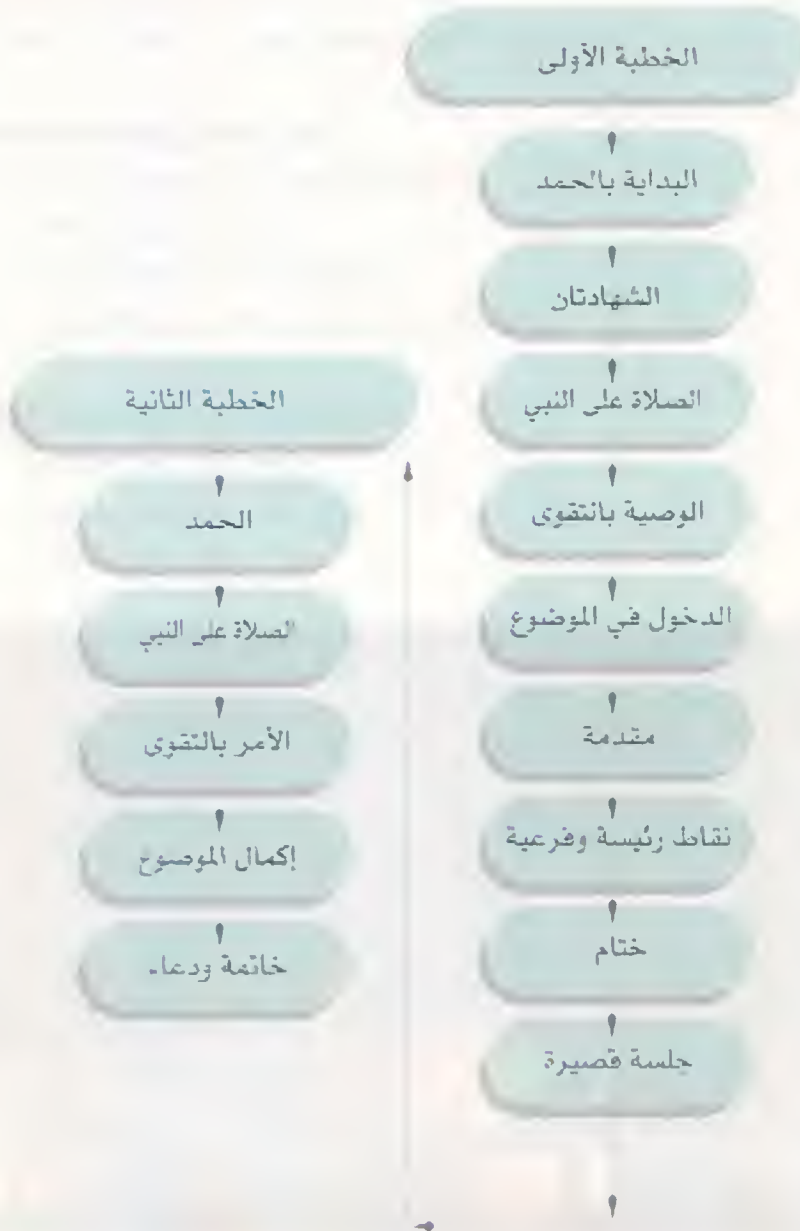 الخطبة الأولى
البداية بالحمد
الشهادتان
الصلاة على النبي
الوصية بالتقوى
الدخول في الموضوع
مقدمة
نقاط رئيسة وفرعية
ختام
جلسة قصيرة
الخطبة الثانية
الحمد
الصلاة على النبي
الأمر بالتقوى
إكمال الموضوع
خاتمة ودعاء